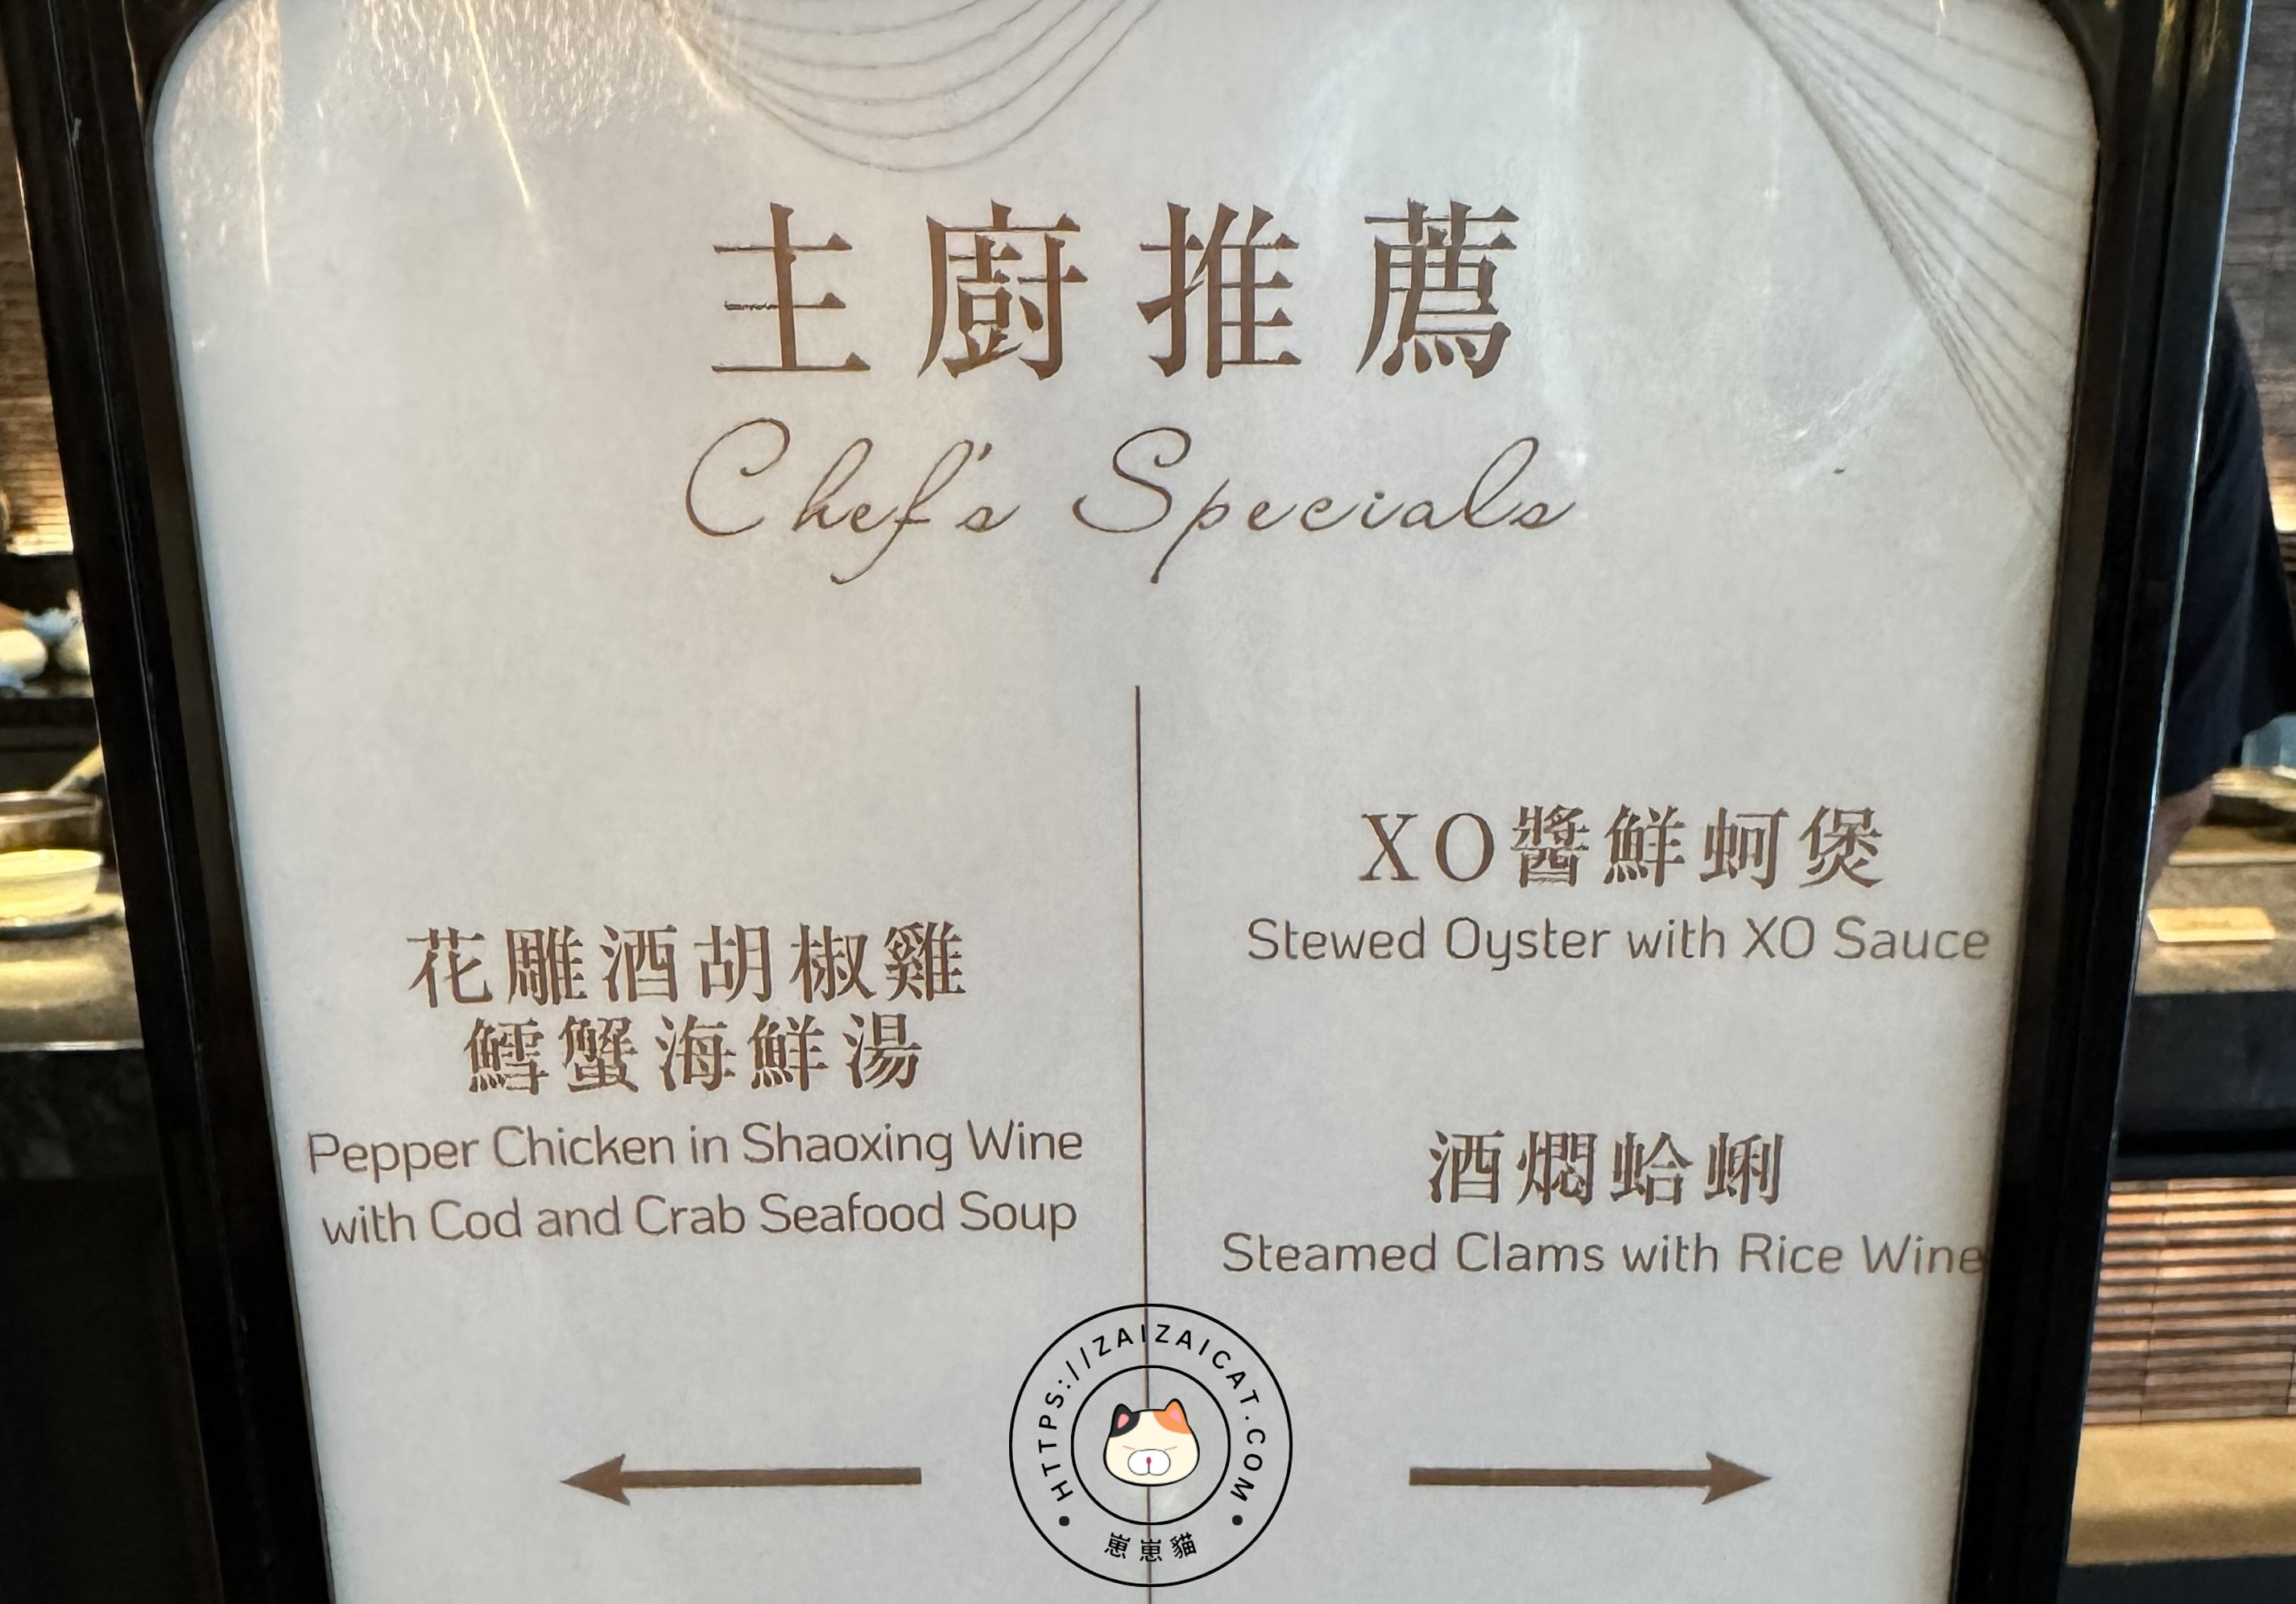 主廚推薦
Chef's Specials
花雕酒胡椒雞
鱈蟹海鮮湯
Pepper Chicken in Shaoxing Wine
with Cod and Crab Seafood Soup
XO醬鮮蚵煲
Stewed Oyster with XO Sauce
酒燜蛤蜊
Steamed Clams with Rice Wine
HTTPS://ZAIZAICAT.COM
崽崽貓